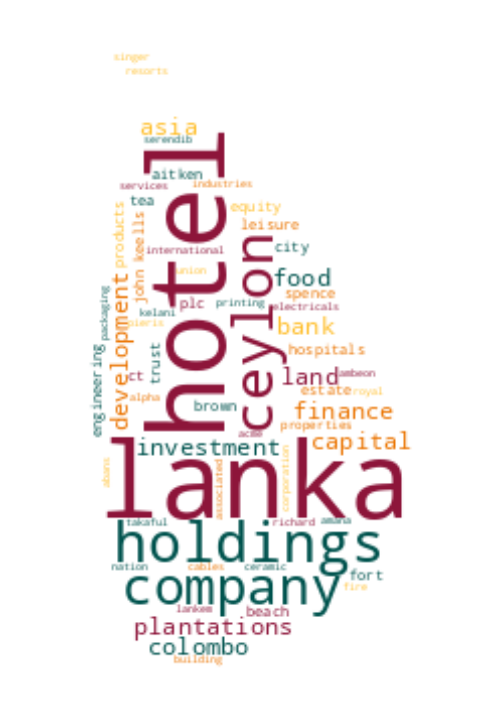 singer
resorts
asia
serendib
hotel
aitken
services
industries
tea
products
equity
john keells
leisure
ceylon
international
city
union
food
development
packaging
plc
printing
spence
electricals
kelani
pieris
bank
engineering
trust
hospitals
ct
land
ambeon
alpha
estate
royal
brown
finance
properties
acme
capital
investment
lanka
abans
associated
corporation
takaful
richard
amana
holdings
nation
cables
ceramic
fort
company
fire
lankem
beach
plantations
colombo
building